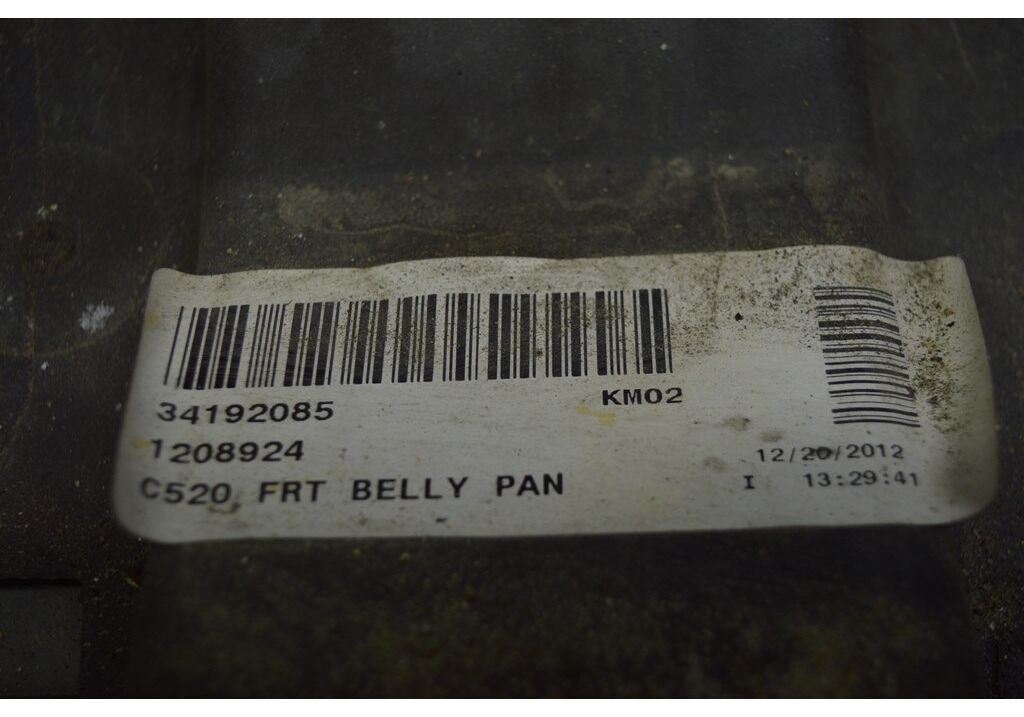 34192085 KM02
1208924
C520 FRT BELLY PAN
12/20/2012
I 13:29:41